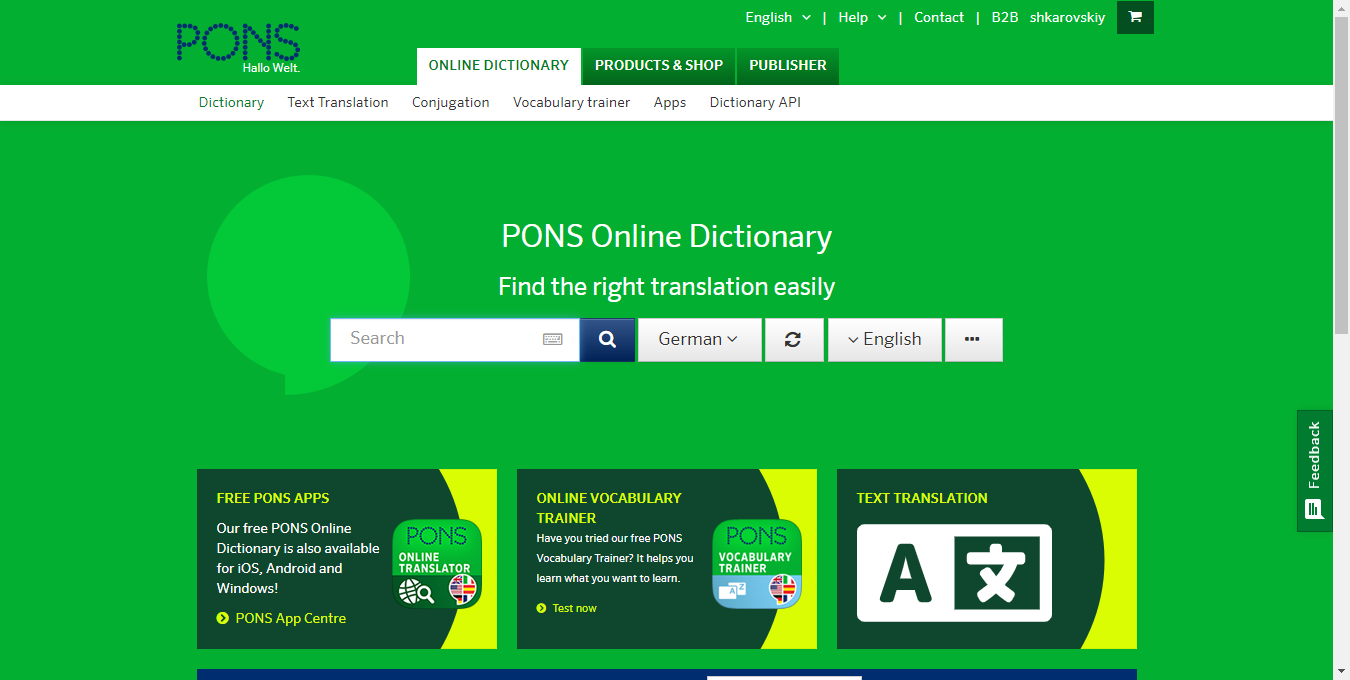 English | Help | Contact | B2B shkarovskiy
PONS
Hallo Welt.
ONLINE DICTIONARY PRODUCTS & SHOP PUBLISHER
Dictionary Text Translation Conjugation Vocabulary trainer Apps Dictionary API
PONS Online Dictionary
Find the right translation easily
Search German English
Feedback
FREE PONS APPS
Our free PONS Online
Dictionary is also available
for iOS, Android and
Windows!
PONS App Centre
PONS
ONLINE
TRANSLATOR
ONLINE VOCABULARY
TRAINER
Have you tried our free PONS
Vocabulary Trainer? It helps you
learn what you want to learn.
Test now
PONS
VOCABULARY
TRAINER
A Z
TEXT TRANSLATION
A 文